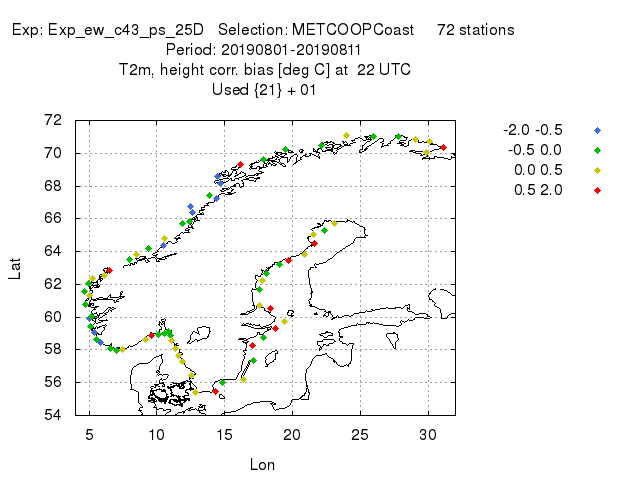 Exp: Exp_ew_c43_ps_25D   Selection: METCOOPCoast     72 stations
Period: 20190801-20190811
T2m, height corr. bias [deg C] at  22 UTC
Used {21} + 01
-2.0 -0.5
-0.5 0.0
0.0 0.5
0.5 2.0
Lat
72
70
68
66
64
62
60
58
56
54
5 10 15 20 25 30
Lon